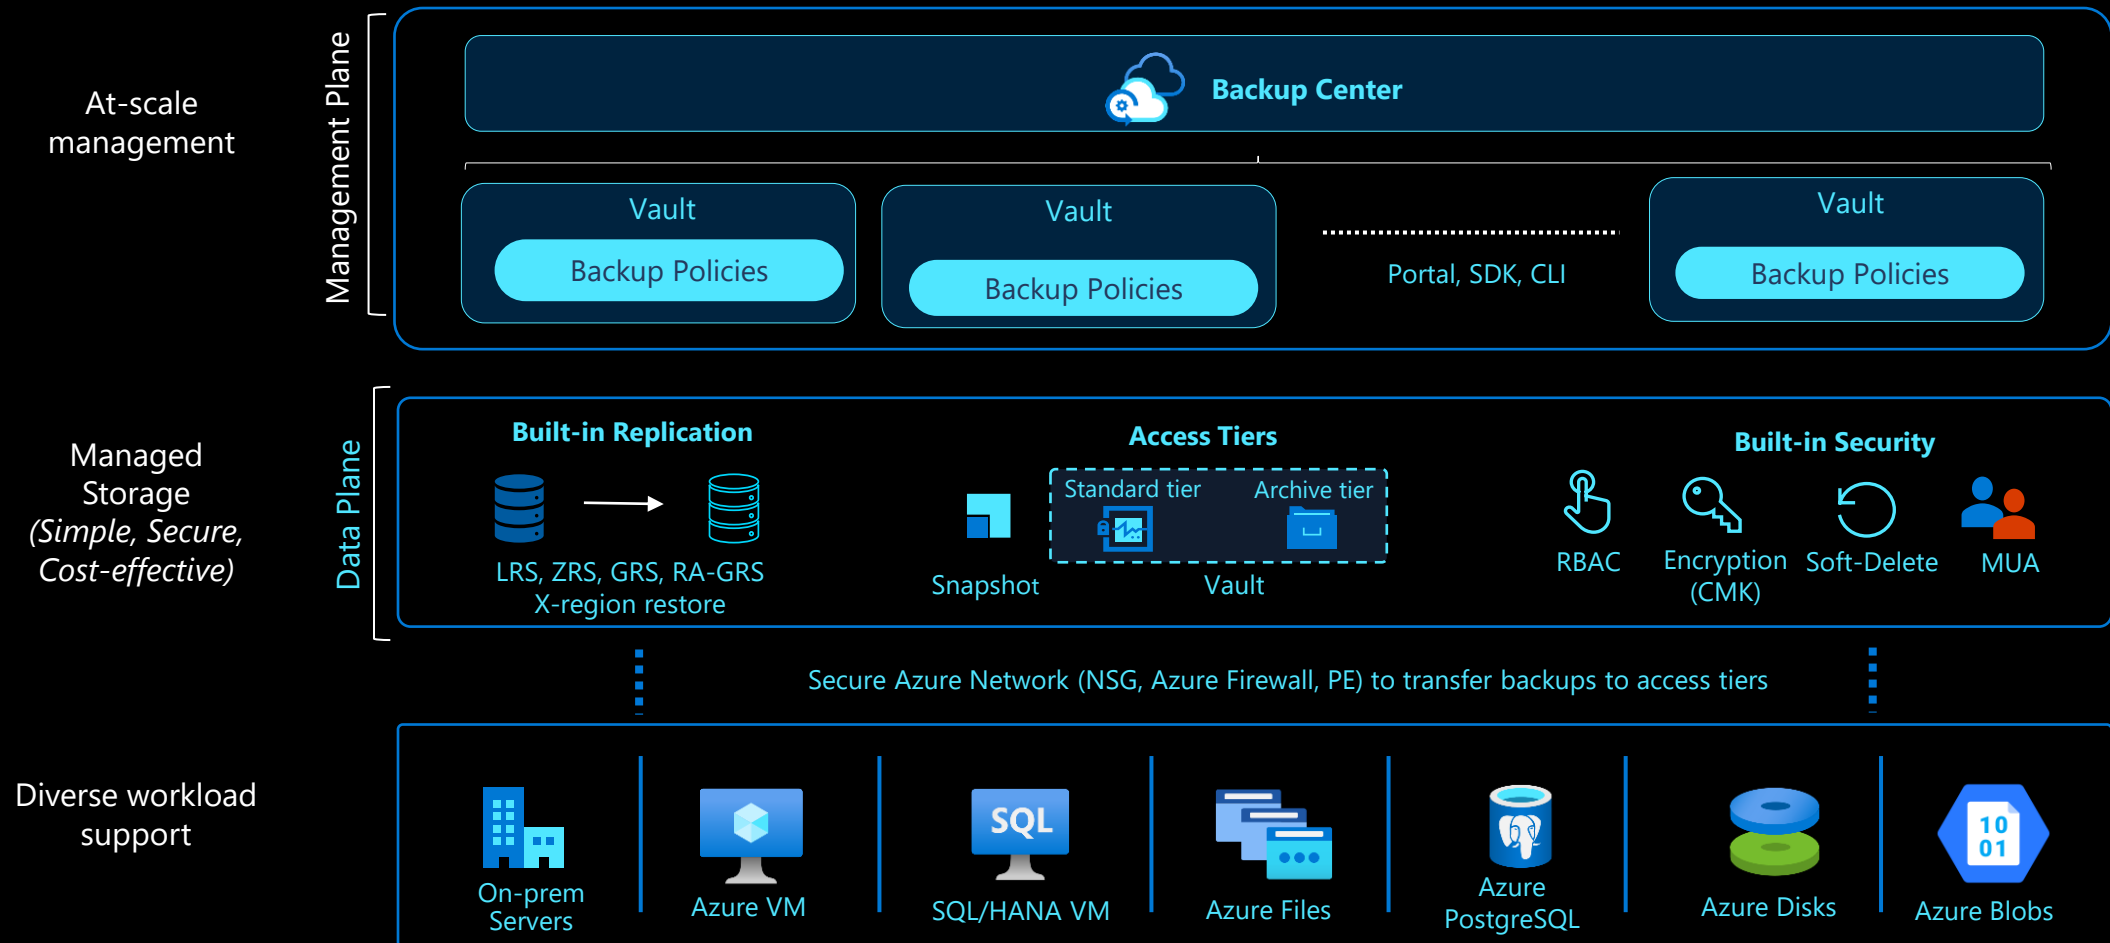 At-scale
management
Management Plane
Backup Center
Vault
Backup Policies
Vault
Backup Policies
Portal, SDK, CLI
Vault
Backup Policies
Managed
Storage
(Simple, Secure,
Cost-effective)
Data Plane
Built-in Replication
LRS, ZRS, GRS, RA-GRS
X-region restore
Access Tiers
Snapshot
Standard tier
Archive tier
Vault
Built-in Security
RBAC
Encryption
(CMK)
Soft-Delete
MUA
Secure Azure Network (NSG, Azure Firewall, PE) to transfer backups to access tiers
Diverse workload
support
On-prem
Servers
Azure VM
SQL
SQL/HANA VM
Azure Files
Azure
PostgreSQL
Azure Disks
10
01
Azure Blobs